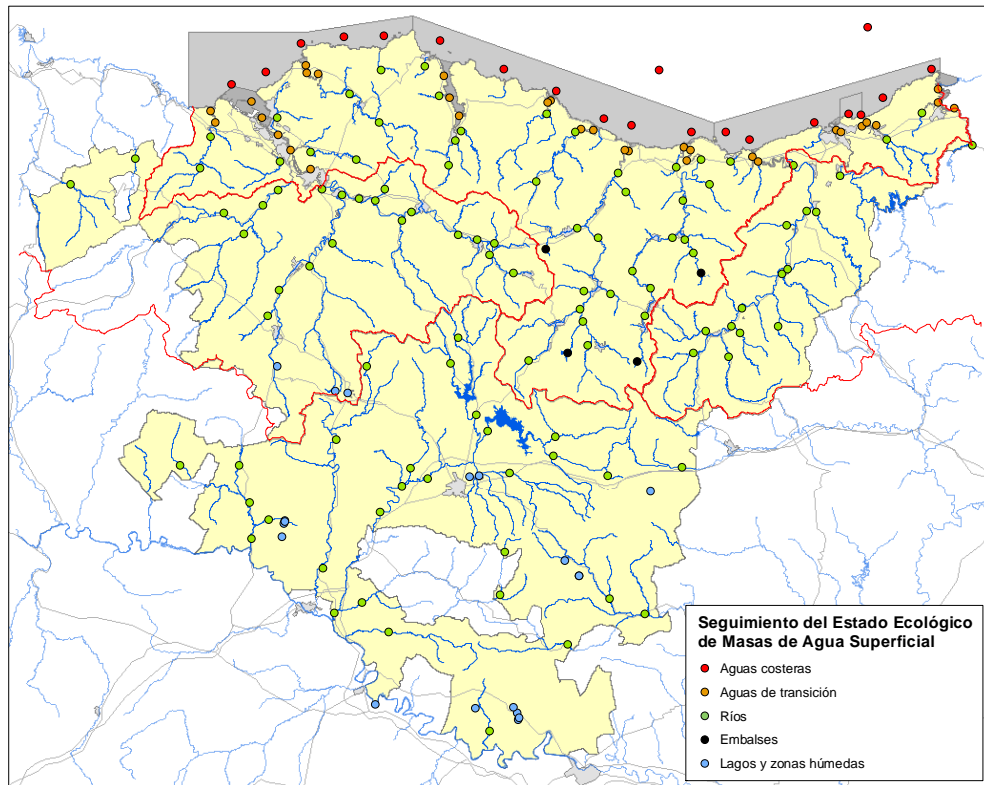 Seguimiento del Estado Ecológico
de Masas de Agua Superficial
Aguas costeras
Aguas de transición
Ríos
Embalses
Lagos y zonas húmedas